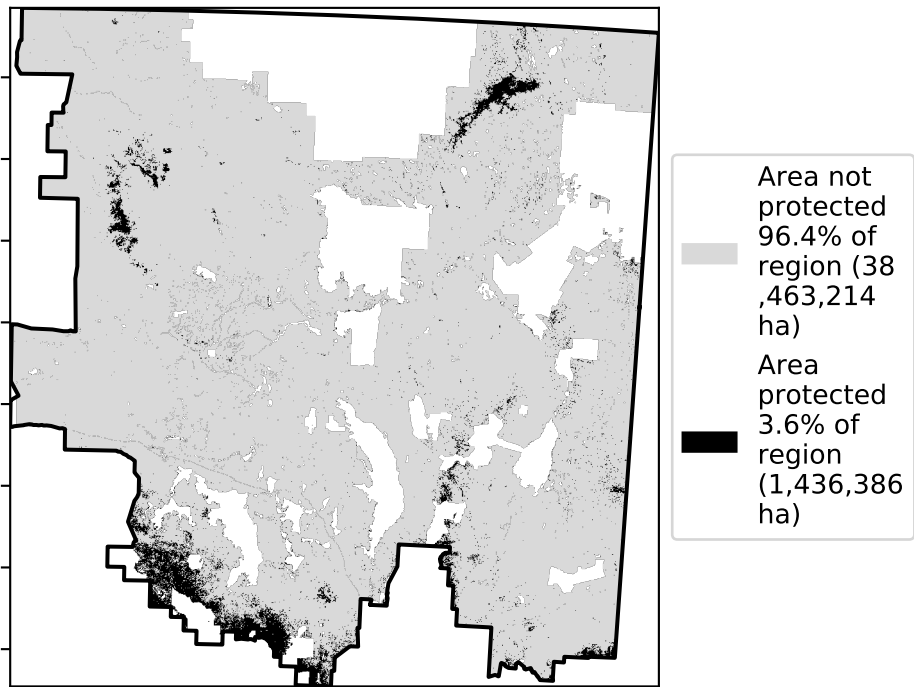 Area not
protected
96.4% of
region (38
,463,214
ha)
Area
protected
3.6% of
region
(1,436,386
ha)